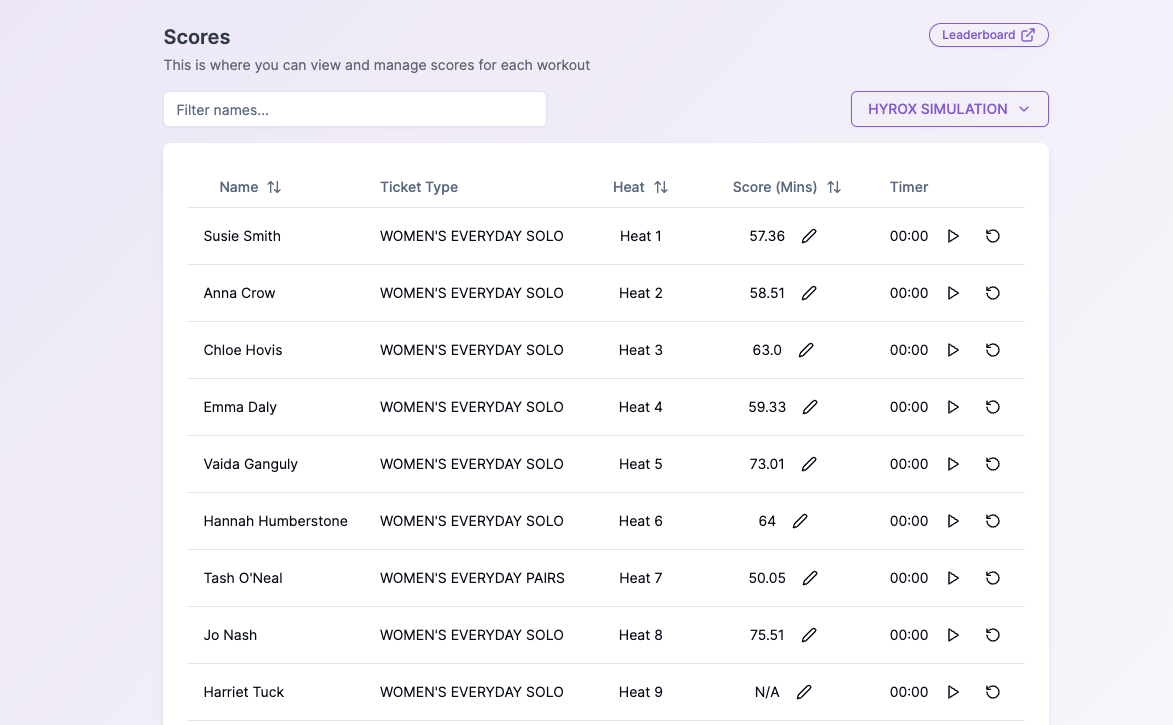 Scores
Leaderboard
This is where you can view and manage scores for each workout
Filter names...
HYROX SIMULATION
Name Ticket Type Heat Score (Mins) Timer
Susie Smith WOMEN'S EVERYDAY SOLO Heat 1 57.36 00:00
Anna Crow WOMEN'S EVERYDAY SOLO Heat 2 58.51 00:00
Chloe Hovis WOMEN'S EVERYDAY SOLO Heat 3 63.0 00:00
Emma Daly WOMEN'S EVERYDAY SOLO Heat 4 59.33 00:00
Vaida Ganguly WOMEN'S EVERYDAY SOLO Heat 5 73.01 00:00
Hannah Humberstone WOMEN'S EVERYDAY SOLO Heat 6 64 00:00
Tash O'Neal WOMEN'S EVERYDAY PAIRS Heat 7 50.05 00:00
Jo Nash WOMEN'S EVERYDAY SOLO Heat 8 75.51 00:00
Harriet Tuck WOMEN'S EVERYDAY SOLO Heat 9 N/A 00:00